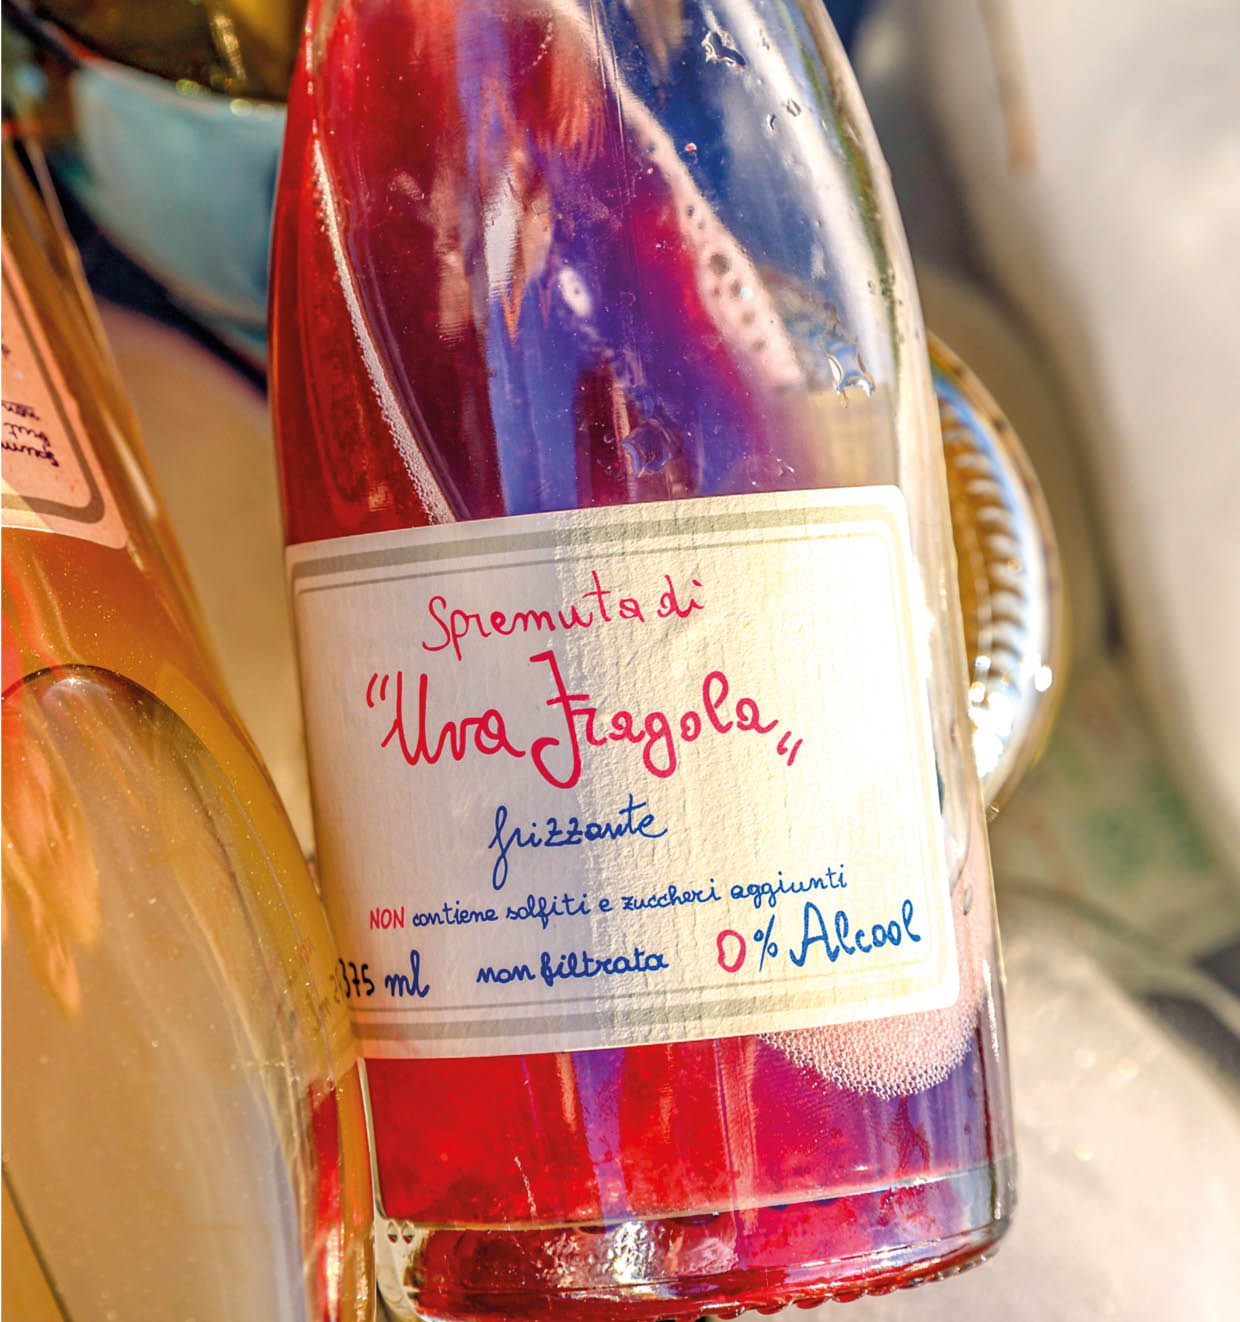 Spremuta di
"Uva Fragola"
frizzante
NON contiene solfiti e zuccheri aggiunti
375 ml non filtrata 0% Alcool